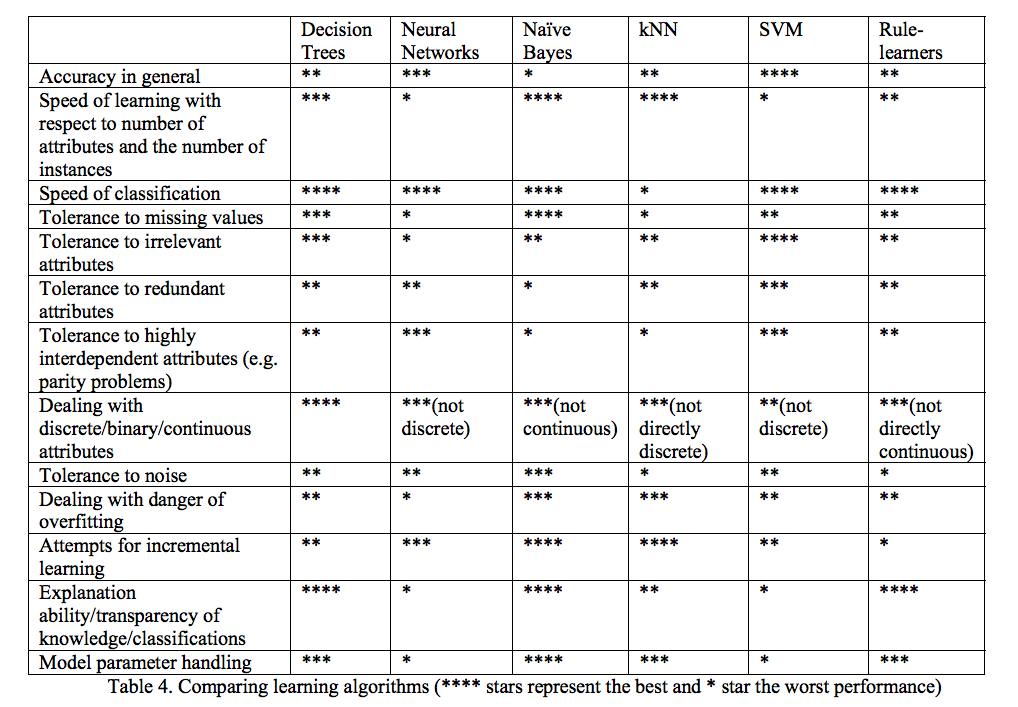 Decision Trees Neural Networks Naïve Bayes kNN SVM Rule-learners
Accuracy in general ** *** * ** **** **
Speed of learning with respect to number of attributes and the number of instances *** * **** **** * **
Speed of classification **** **** **** * **** ****
Tolerance to missing values *** * **** * ** **
Tolerance to irrelevant attributes *** * ** ** **** **
Tolerance to redundant attributes ** ** * ** *** **
Tolerance to highly interdependent attributes (e.g. parity problems) ** *** * * *** **
Dealing with discrete/binary/continuous attributes **** ***(not discrete) ***(not continuous) ***(not directly discrete) **(not discrete) ***(not directly continuous)
Tolerance to noise ** ** *** * ** *
Dealing with danger of overfitting ** * *** *** ** **
Attempts for incremental learning ** *** **** **** ** *
Explanation ability/transparency of knowledge/classifications **** * **** ** * ****
Model parameter handling *** * **** *** * ***
Table 4. Comparing learning algorithms (**** stars represent the best and * star the worst performance)